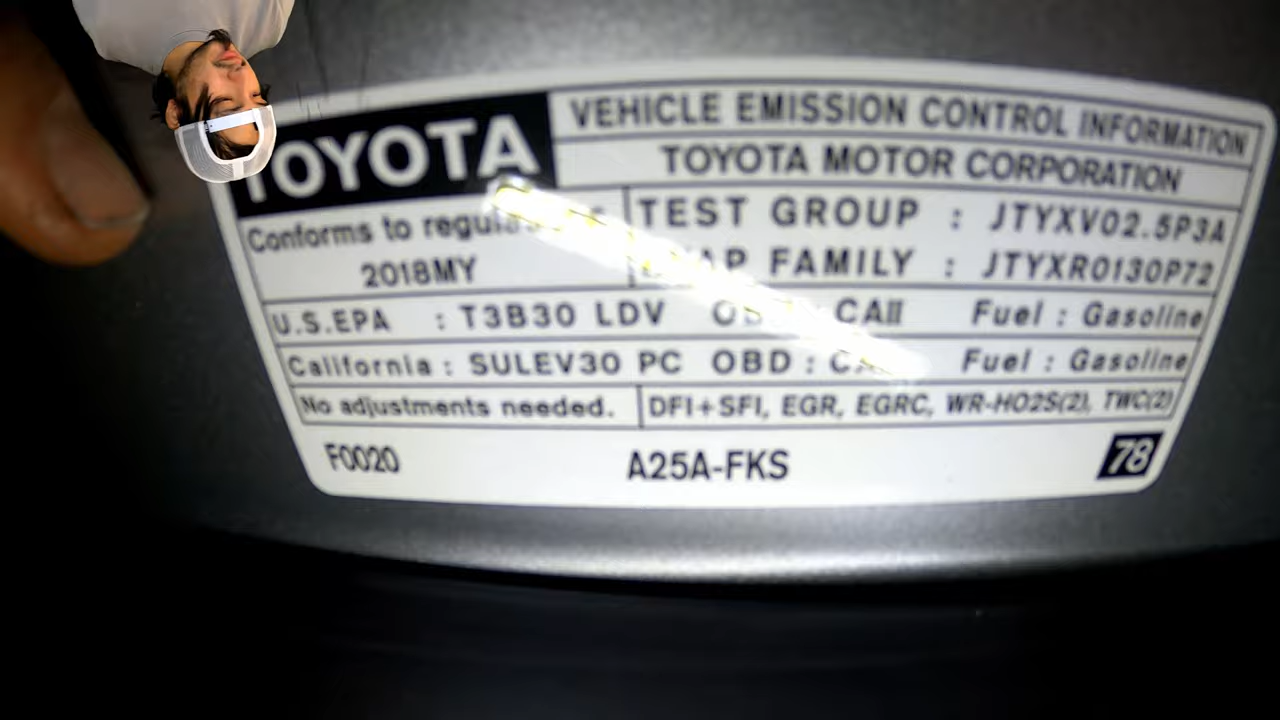 TOYOTA
VEHICLE EMISSION CONTROL INFORMATION
TOYOTA MOTOR CORPORATION
Conforms to
2018MY
TEST GROUP : JTYXV02.5P3A
FAMILY : JTYXR0130P72
U.S.EPA : T3B30 LDV : CAII Fuel : Gasoline
California : SULEV30 PC OBD : Fuel : Gasoline
No adjustments needed.
DFI+SFI, EGR, EGRC, WR-HO2S(2), TWC(2)
F0020 A25A-FKS 78